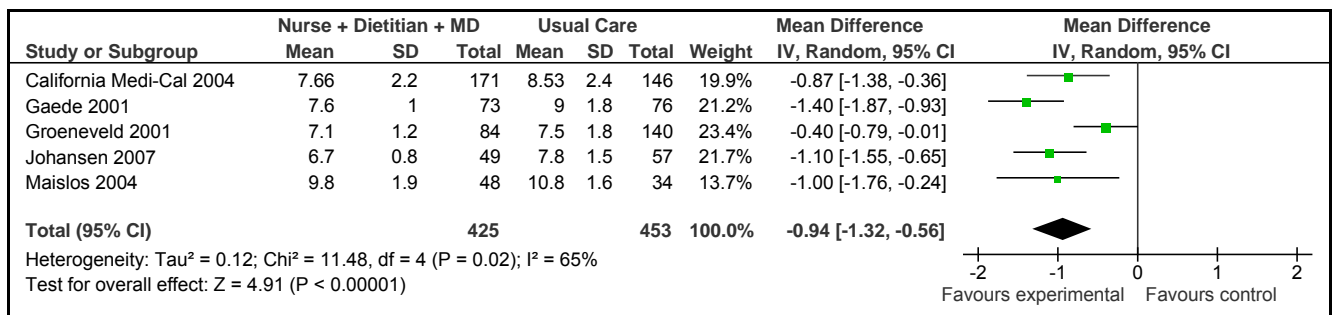 Nurse + Dietitian + MD Usual Care Mean Difference Mean Difference
Study or Subgroup Mean SD Total Mean SD Total Weight IV, Random, 95% CI IV, Random, 95% CI
California Medi-Cal 2004 7.66 2.2 171 8.53 2.4 146 19.9% -0.87 [-1.38, -0.36]
Gaede 2001 7.6 1 73 9 1.8 76 21.2% -1.40 [-1.87, -0.93]
Groeneveld 2001 7.1 1.2 84 7.5 1.8 140 23.4% -0.40 [-0.79, -0.01]
Johansen 2007 6.7 0.8 49 7.8 1.5 57 21.7% -1.10 [-1.55, -0.65]
Maislos 2004 9.8 1.9 48 10.8 1.6 34 13.7% -1.00 [-1.76, -0.24]
Total (95% CI) 425 453 100.0% -0.94 [-1.32, -0.56]
Heterogeneity: Tau² = 0.12; Chi² = 11.48, df = 4 (P = 0.02); I² = 65%
Test for overall effect: Z = 4.91 (P < 0.00001)
-2 -1 0 1 2
Favours experimental Favours control